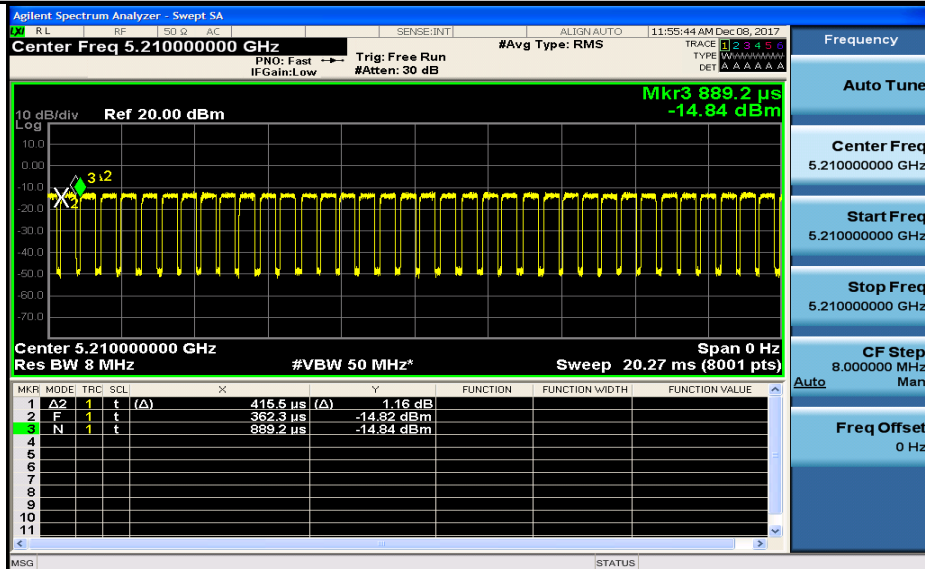 Agilent Spectrum Analyzer - Swept SA
LXI RL RF 50 Ω AC SENSE:INT ALIGN AUTO 11:55:44 AM Dec 08, 2017
Center Freq 5.210000000 GHz #Avg Type: RMS TRACE 1 2 3 4 5 6
PNO: Fast Trig: Free Run TYPE WWWWWW
IFGain:Low #Atten: 30 dB DET A A A A A A
Mkr3 889.2 µs
10 dB/div Ref 20.00 dBm -14.84 dBm
Log
10.0
0.00
-10.0
-20.0
-30.0
-40.0
-50.0
-60.0
-70.0
3 2
X2
Center 5.210000000 GHz Span 0 Hz
Res BW 8 MHz #VBW 50 MHz* Sweep 20.27 ms (8001 pts)
MKR MODE TRC SCL X Y FUNCTION FUNCTION WIDTH FUNCTION VALUE
1 Δ2 1 t (Δ) 415.5 µs (Δ) 1.16 dB
2 F 1 t 362.3 µs -14.82 dBm
3 N 1 t 889.2 µs -14.84 dBm
4
5
6
7
8
9
10
11
MSG STATUS
Frequency
Auto Tune
Center Freq
5.210000000 GHz
Start Freq
5.210000000 GHz
Stop Freq
5.210000000 GHz
CF Step
8.000000 MHz
Auto Man
Freq Offset
0 Hz